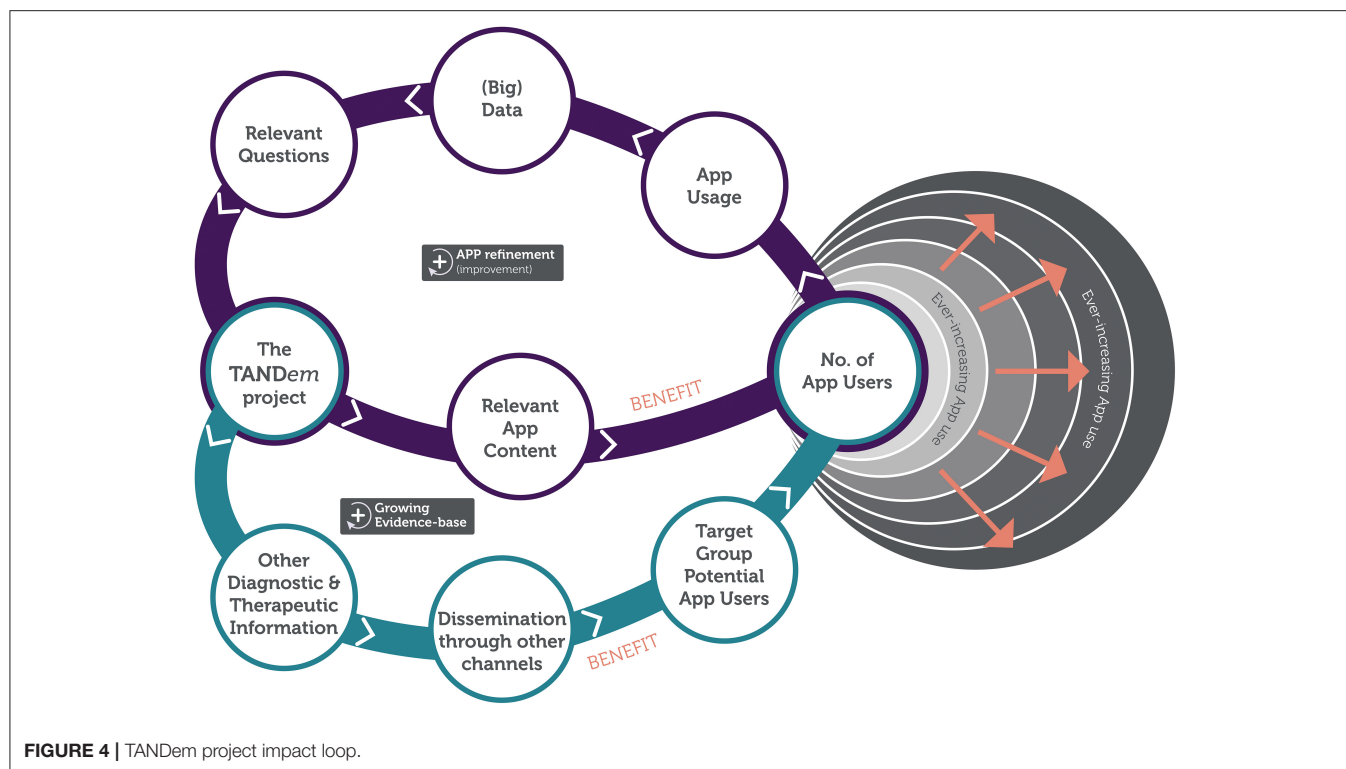 (Big)
Data
Relevant
Questions
App
Usage
APP refinement
(improvement)
The
TANDem
project
Relevant
App
Content
BENEFIT
No. of
App Users
Ever-increasing App use
Ever-increasing App use
Growing
Evidence-base
Other
Diagnostic &
Therapeutic
Information
Dissemination
through other
channels
BENEFIT
Target
Group
Potential
App Users
FIGURE 4 | TANDem project impact loop.